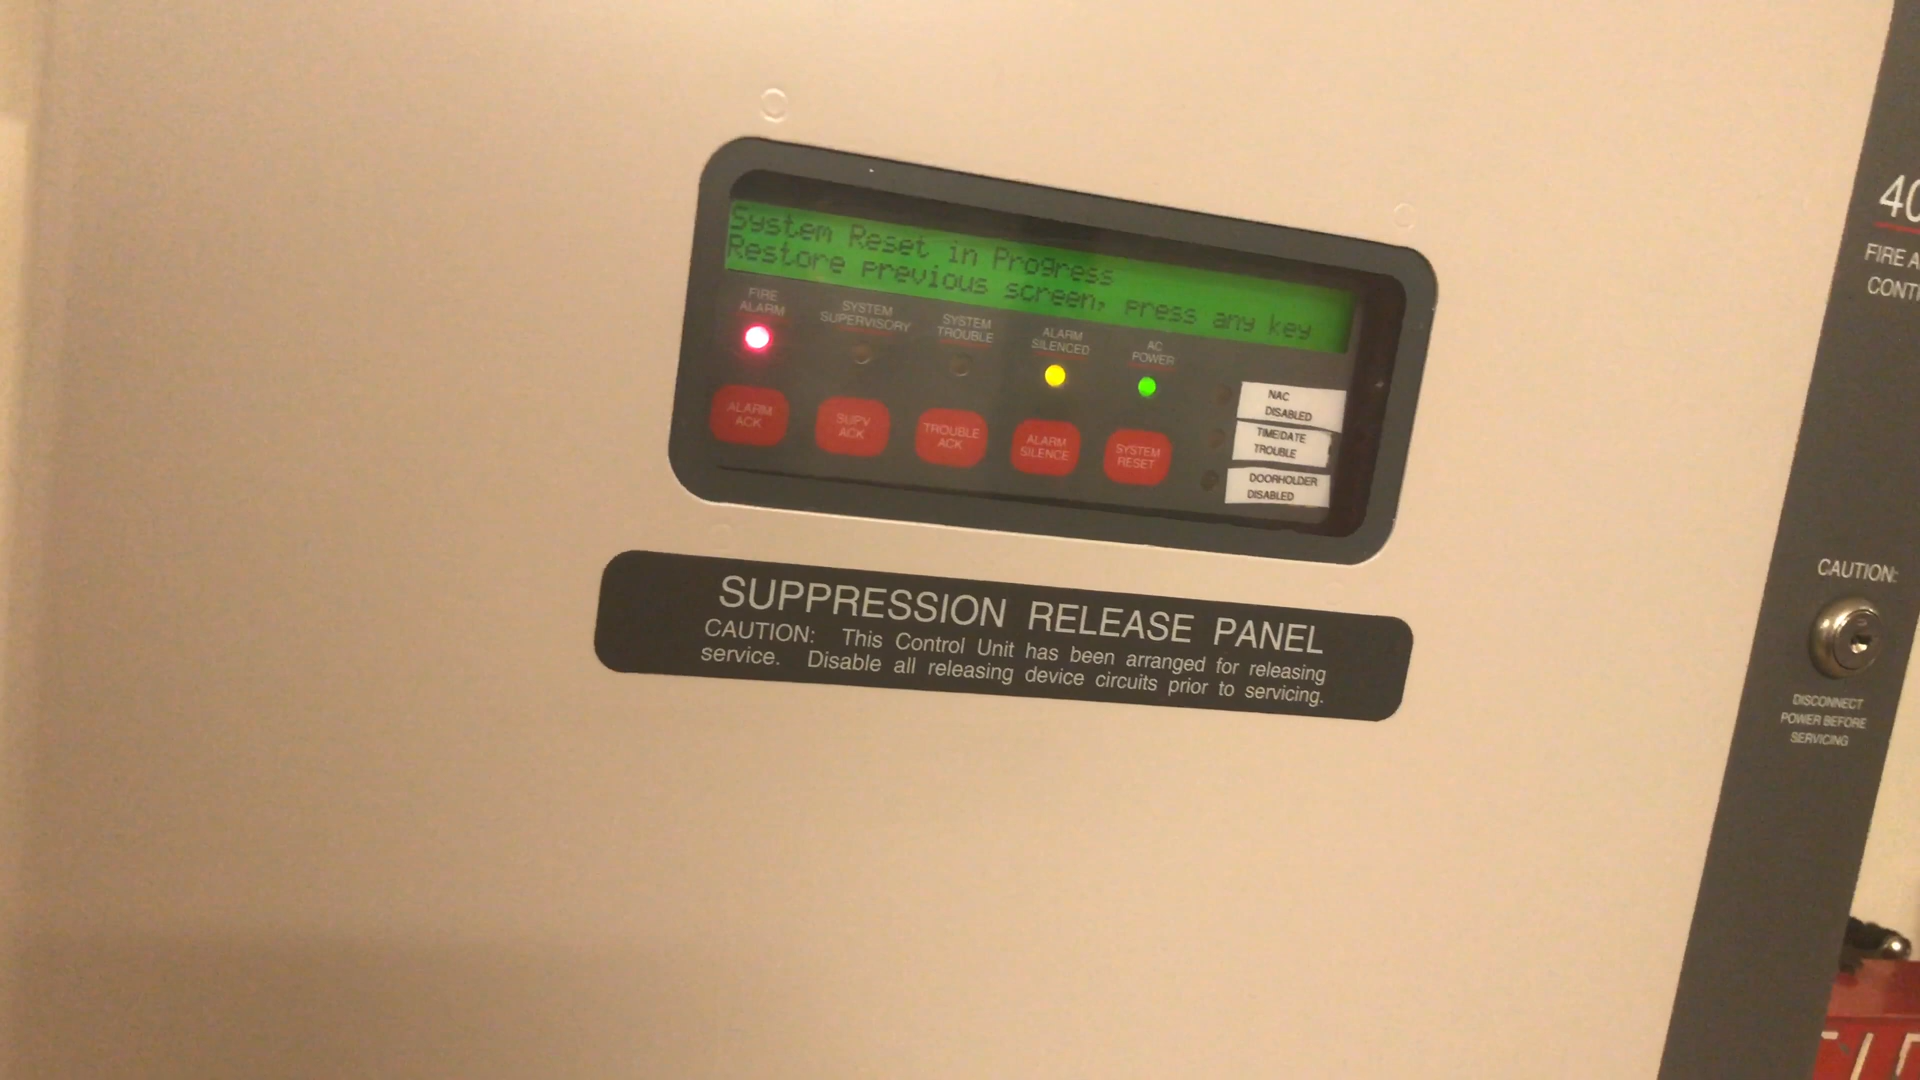 System Reset in Progress
Restore previous screen, press any key
FIRE
ALARM
SYSTEM
SUPERVISORY
SYSTEM
TROUBLE
ALARM
SILENCED
AC
POWER
ALARM
ACK
SUPV
ACK
TROUBLE
ACK
ALARM
SILENCE
SYSTEM
RESET
NAC
DISABLED
TIME/DATE
TROUBLE
DOORHOLDER
DISABLED
SUPPRESSION RELEASE PANEL
CAUTION: This Control Unit has been arranged for releasing
service. Disable all releasing device circuits prior to servicing.
40
FIRE A
CONT
CAUTION:
DISCONNECT
POWER BEFORE
SERVICING